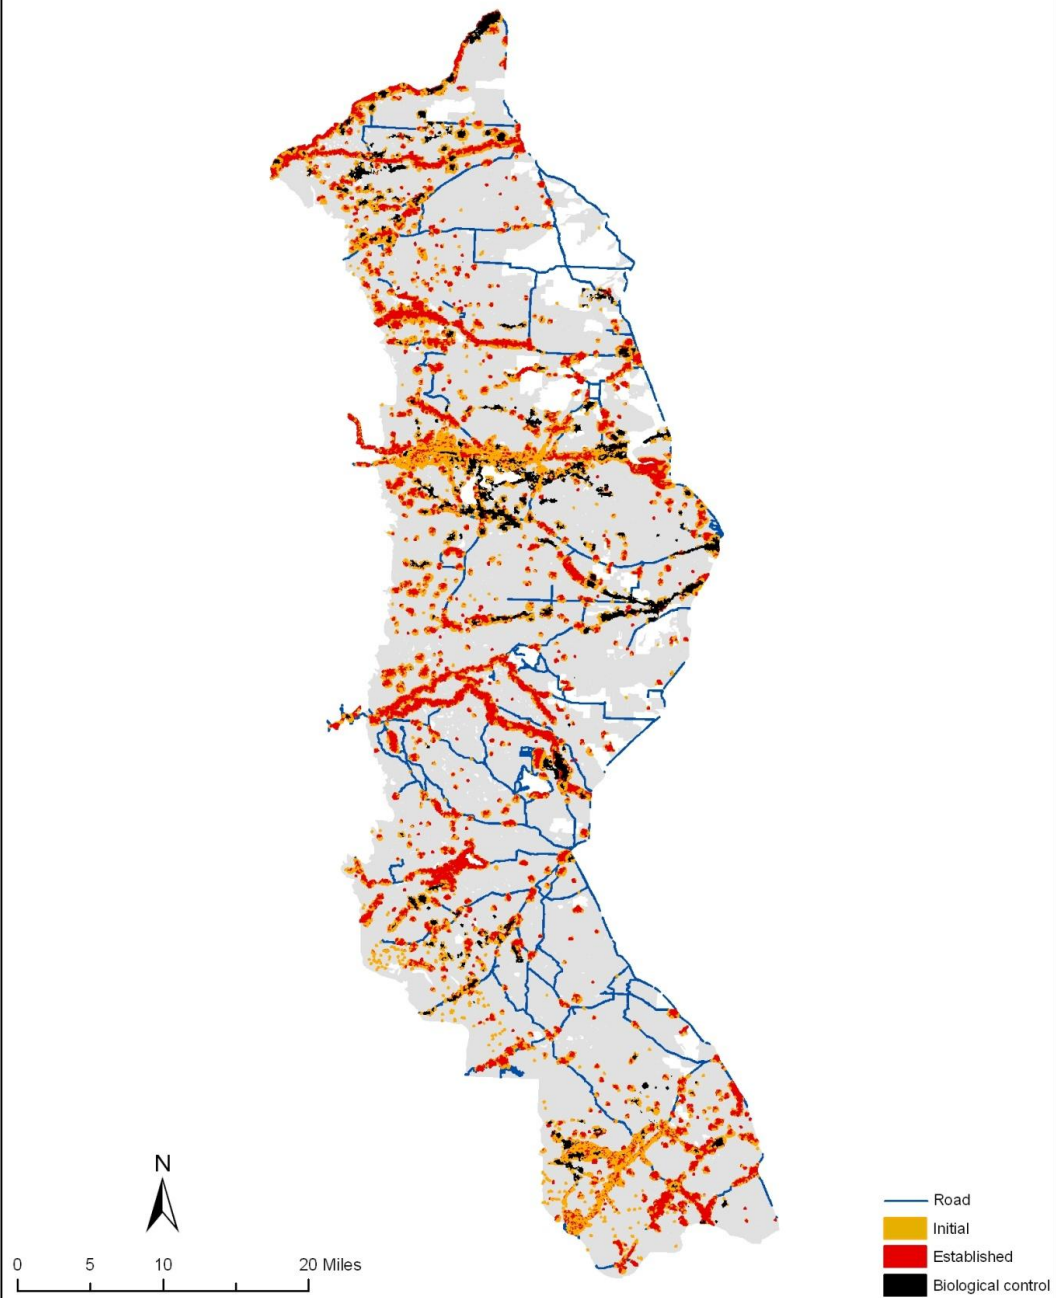 N
0 5 10 20 Miles
Road
Initial
Established
Biological control